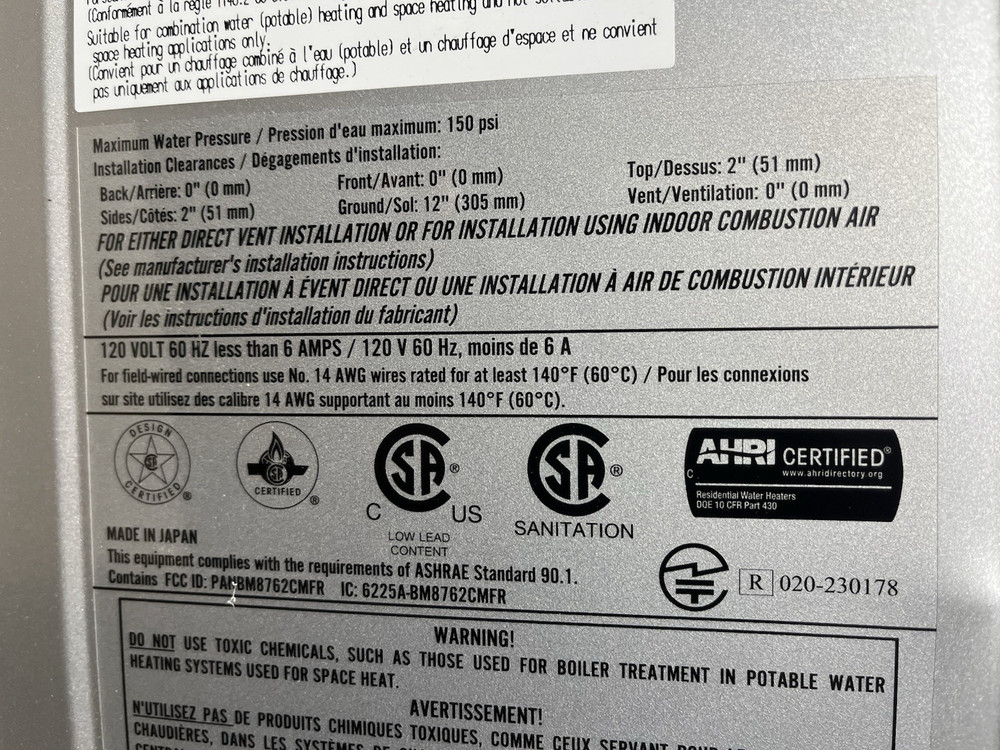 (Conformément à la règle 1146.2 de
Suitable for combination water (potable) heating and space heating and not
space heating applications only.
(Convient pour un chauffage combiné à l'eau (potable) et un chauffage d'espace et ne convient
pas uniquement aux applications de chauffage.)
Maximum Water Pressure / Pression d'eau maximum: 150 psi
Installation Clearances / Dégagements d'installation:
Back/Arrière: 0" (0 mm) Front/Avant: 0" (0 mm) Top/Dessus: 2" (51 mm)
Sides/Côtés: 2" (51 mm) Ground/Sol: 12" (305 mm) Vent/Ventilation: 0" (0 mm)
FOR EITHER DIRECT VENT INSTALLATION OR FOR INSTALLATION USING INDOOR COMBUSTION AIR
(See manufacturer's installation instructions)
POUR UNE INSTALLATION À ÉVENT DIRECT OU UNE INSTALLATION À AIR DE COMBUSTION INTÉRIEUR
(Voir les instructions d'installation du fabricant)
120 VOLT 60 HZ less than 6 AMPS / 120 V 60 Hz, moins de 6 A
For field-wired connections use No. 14 AWG wires rated for at least 140°F (60°C) / Pour les connexions
sur site utilisez des calibre 14 AWG supportant au moins 140°F (60°C).
DESIGN
CERTIFIED ®
CERTIFIED ®
SA ®
C US
LOW LEAD
CONTENT
SA ®
SANITATION
AHRI CERTIFIED®
C www.ahridirectory.org
Residential Water Heaters
DOE 10 CFR Part 430
MADE IN JAPAN
This equipment complies with the requirements of ASHRAE Standard 90.1.
Contains FCC ID: PANBM8762CMFR IC: 6225A-BM8762CMFR
R 020-230178
WARNING!
DO NOT USE TOXIC CHEMICALS, SUCH AS THOSE USED FOR BOILER TREATMENT IN POTABLE WATER
HEATING SYSTEMS USED FOR SPACE HEAT.
AVERTISSEMENT!
N'UTILISEZ PAS DE PRODUITS CHIMIQUES TOXIQUES, COMME CEUX SERVANT POUR
CHAUDIÈRES, DANS LES SYSTÈMES DE